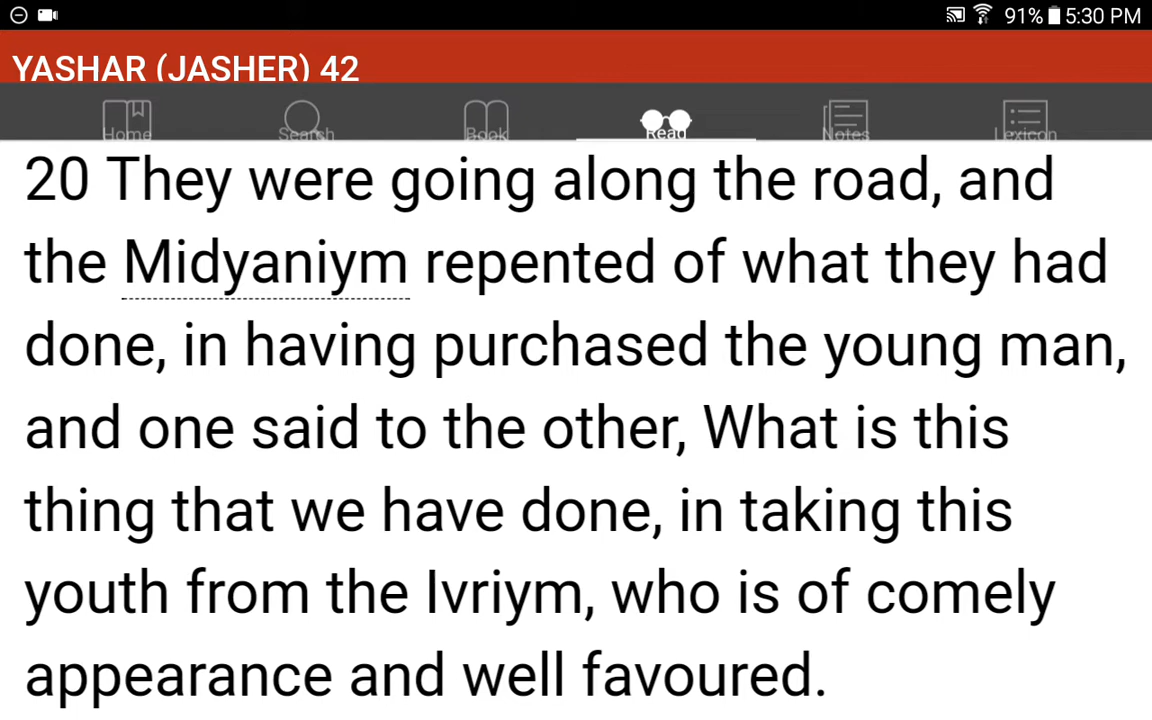 91% 5:30 PM
YASHAR (JASHER) 42
Home Search Book Read Notes Lexicon
20 They were going along the road, and
the Midyaniym repented of what they had
done, in having purchased the young man,
and one said to the other, What is this
thing that we have done, in taking this
youth from the Ivriym, who is of comely
appearance and well favoured.